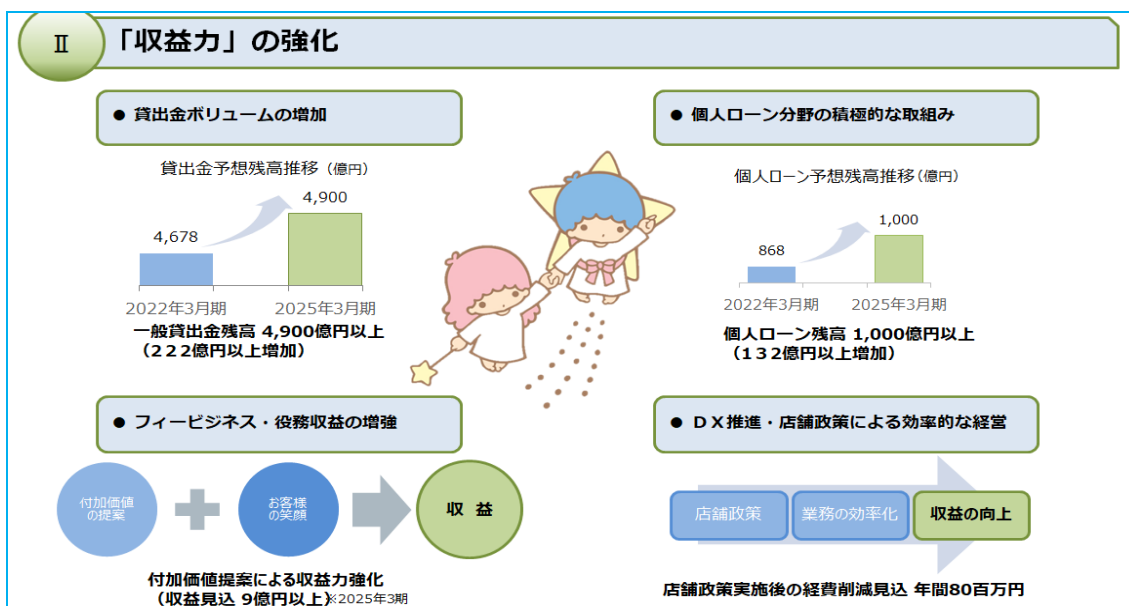 Ⅱ
「収益力」の強化
● 貸出金ボリュームの増加
貸出金予想残高推移（億円）
4,678
4,900
2022年3月期
2025年3月期
一般貸出金残高 4,900億円以上
（222億円以上増加）
● 個人ローン分野の積極的な取組み
個人ローン予想残高推移（億円）
868
1,000
2022年3月期
2025年3月期
個人ローン残高 1,000億円以上
（132億円以上増加）
● フィービジネス・役務収益の増強
付加価値
の提案
お客様
の笑顔
収 益
付加価値提案による収益力強化
（収益見込 9億円以上）※2025年3期
● ＤＸ推進・店舗政策による効率的な経営
店舗政策
業務の効率化
収益の向上
店舗政策実施後の経費削減見込 年間80百万円